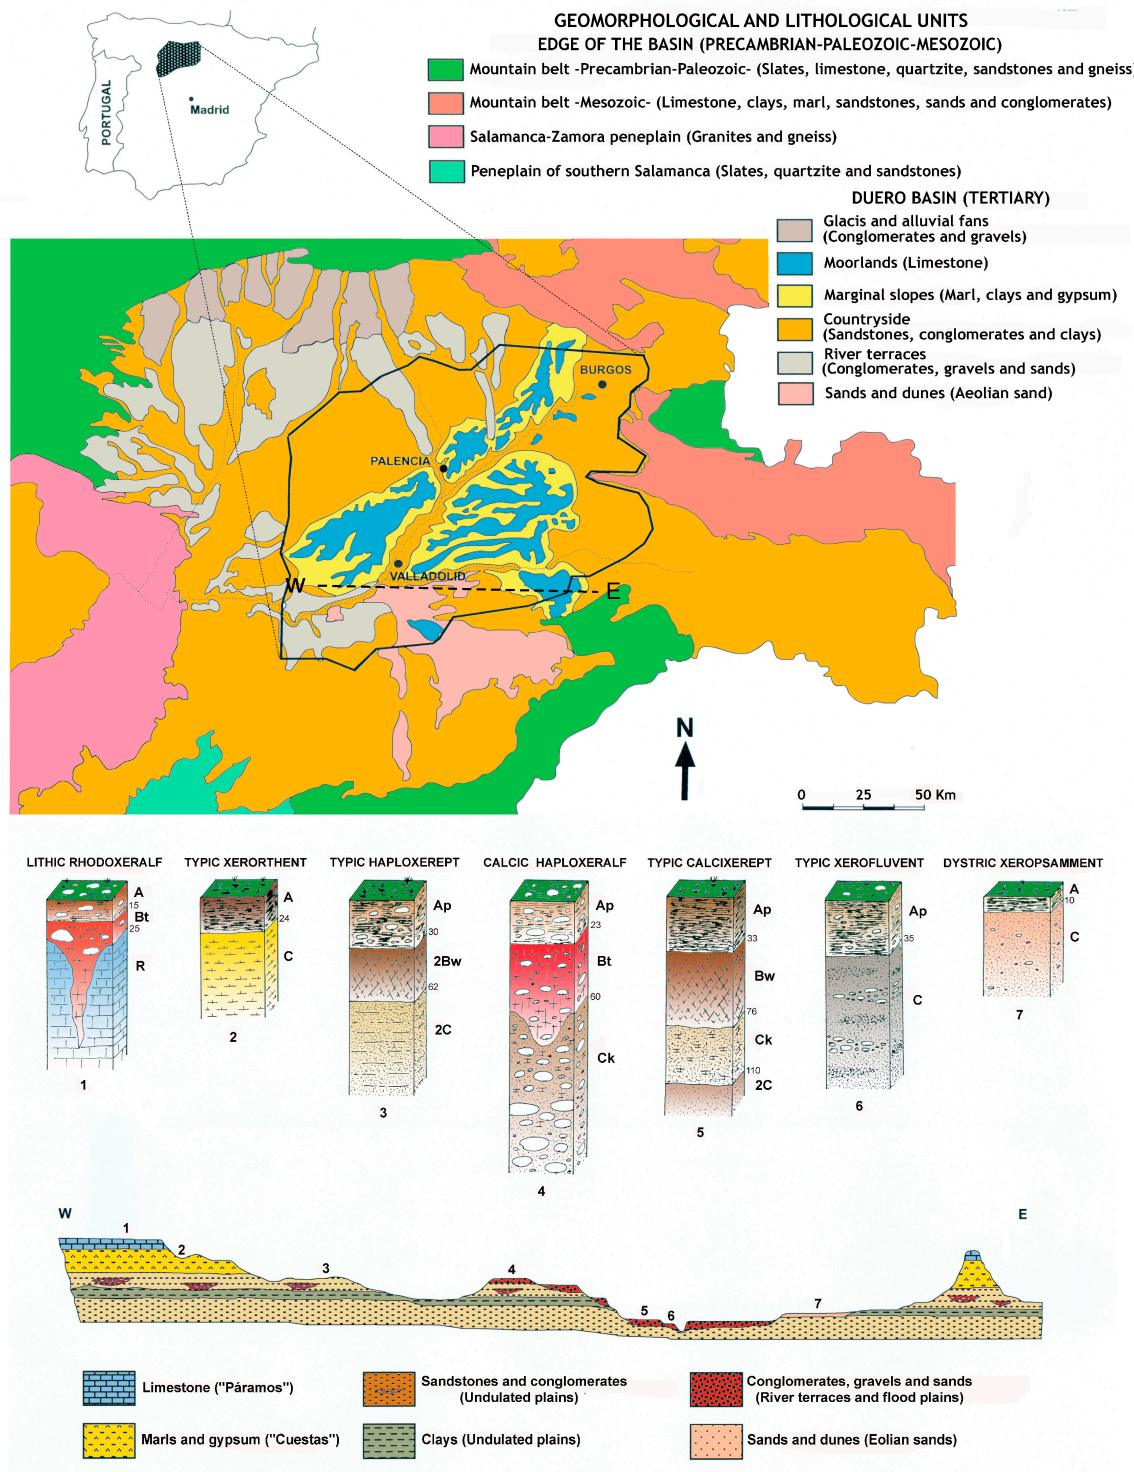 GEOMORPHOLOGICAL AND LITHOLOGICAL UNITS
EDGE OF THE BASIN (PRECAMBRIAN-PALEOZOIC-MESOZOIC)
Mountain belt -Precambrian-Paleozoic- (Slates, limestone, quartzite, sandstones and gneiss)
Mountain belt -Mesozoic- (Limestone, clays, marl, sandstones, sands and conglomerates)
Salamanca-Zamora peneplain (Granites and gneiss)
Peneplain of southern Salamanca (Slates, quartzite and sandstones)
PORTUGAL
Madrid
DUERO BASIN (TERTIARY)
Glacis and alluvial fans
(Conglomerates and gravels)
Moorlands (Limestone)
Marginal slopes (Marl, clays and gypsum)
Countryside
(Sandstones, conglomerates and clays)
River terraces
(Conglomerates, gravels and sands)
Sands and dunes (Aeolian sand)
BURGOS
PALENCIA
VALLADOLID
W
E
N
0 25 50 Km
LITHIC RHODOXERALF
A
15
Bt
25
R
1
TYPIC XERORTHENT
A
24
C
2
TYPIC HAPLOXEREPT
Ap
30
2Bw
62
2C
3
CALCIC HAPLOXERALF
Ap
23
Bt
60
Ck
4
TYPIC CALCIXEREPT
Ap
33
Bw
76
Ck
110
2C
5
TYPIC XEROFLUVENT
Ap
35
C
6
DYSTRIC XEROPSAMMENT
A
10
C
7
W
E
1
2
3
4
5
6
7
Limestone ("Páramos")
Sandstones and conglomerates
(Undulated plains)
Conglomerates, gravels and sands
(River terraces and flood plains)
Marls and gypsum ("Cuestas")
Clays (Undulated plains)
Sands and dunes (Eolian sands)